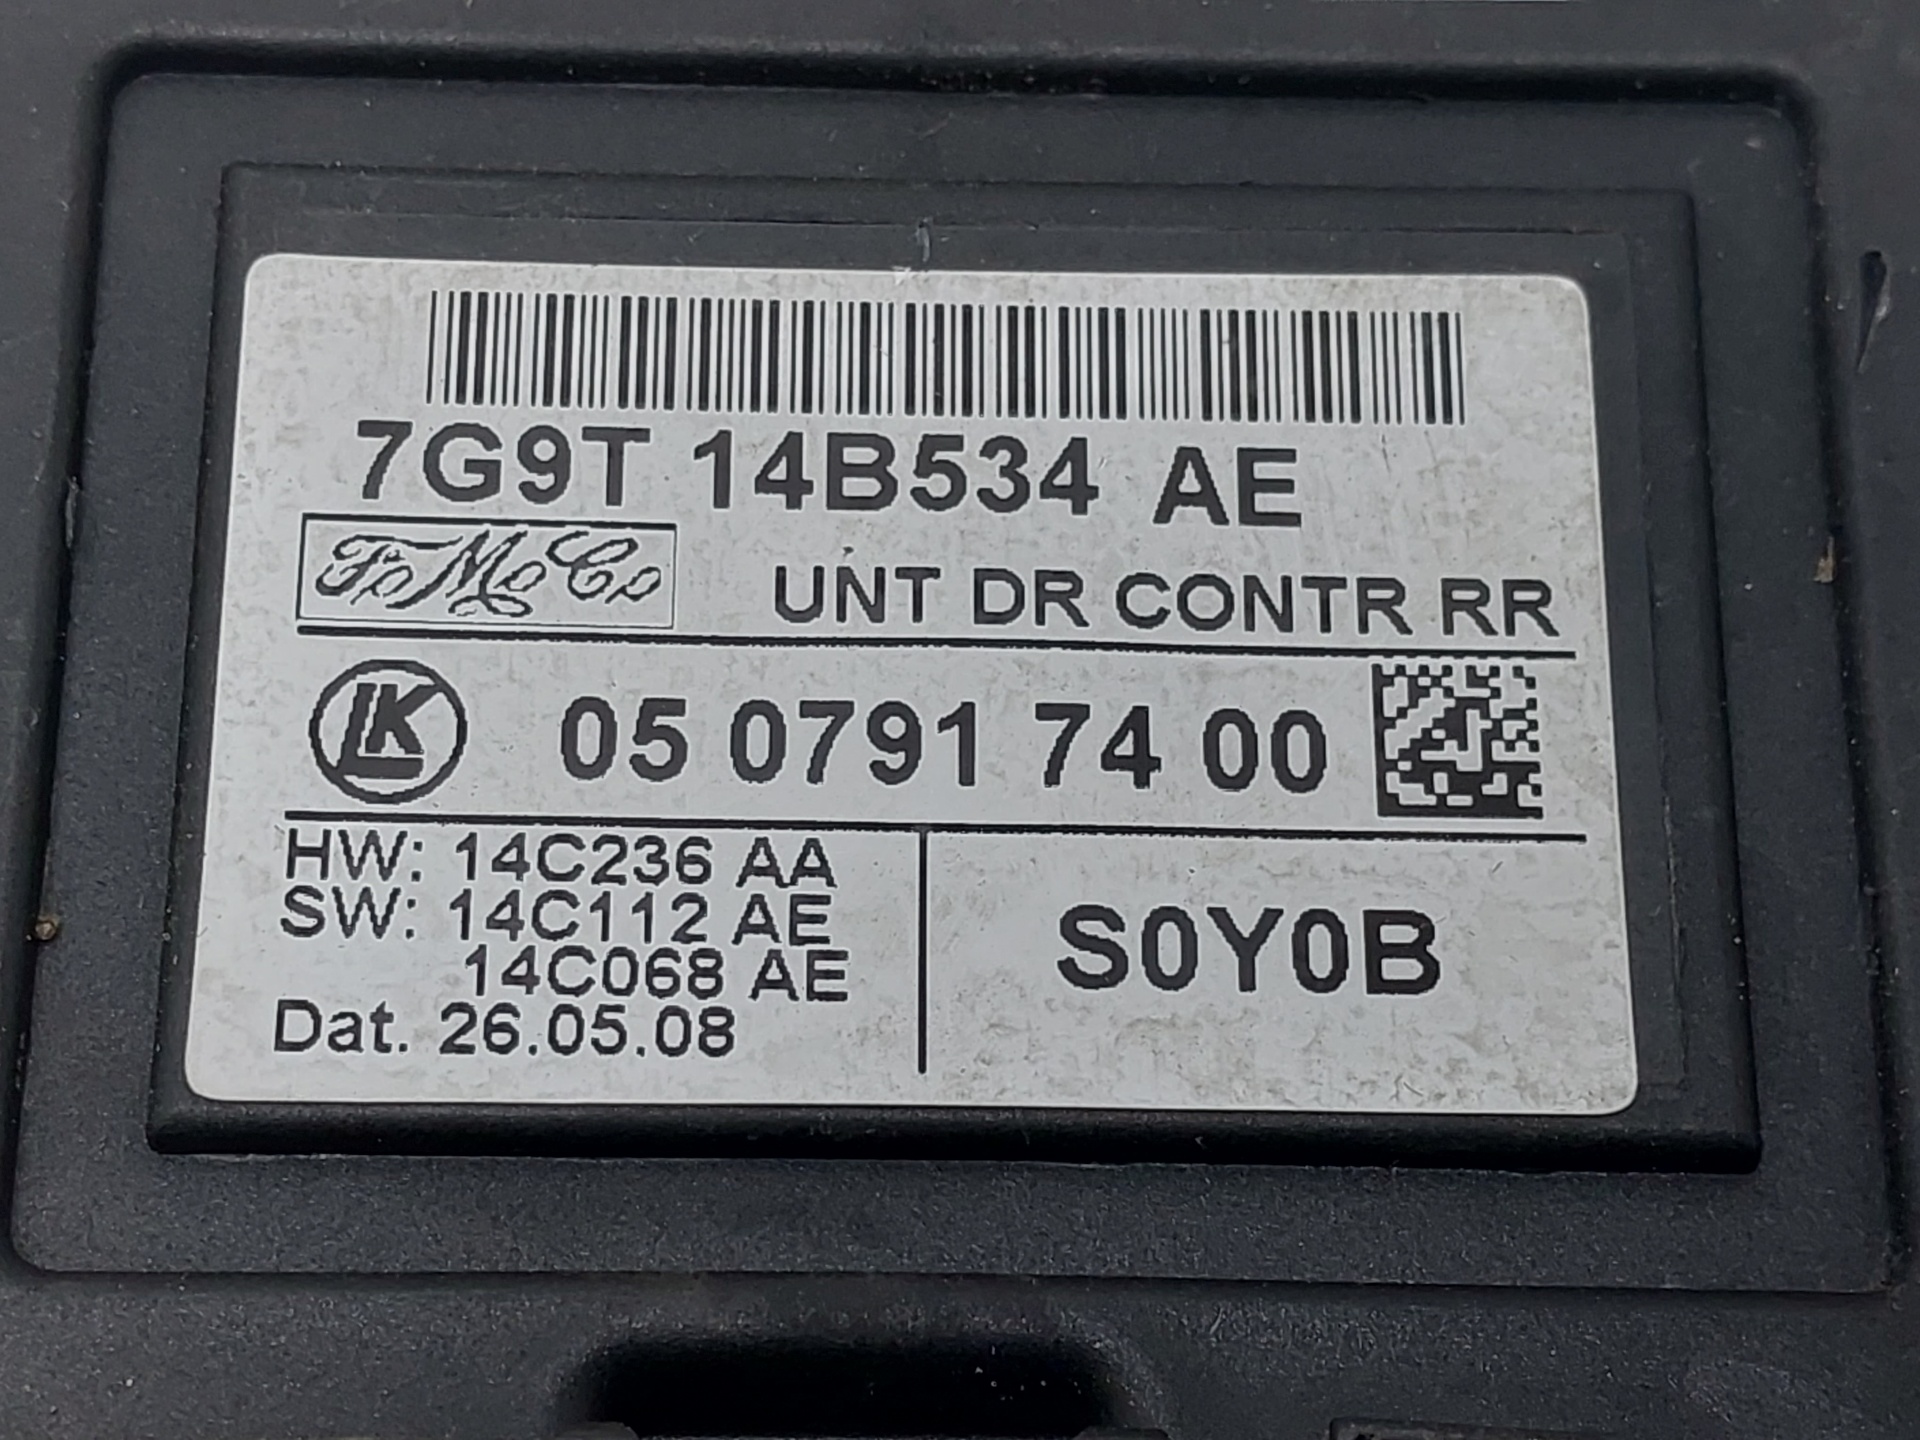 7G9T 14B534 AE
FoMoCo
UNT DR CONTR RR
LK
05 0791 74 00
HW: 14C236 AA
SW: 14C112 AE
14C068 AE
Dat. 26.05.08
S0Y0B